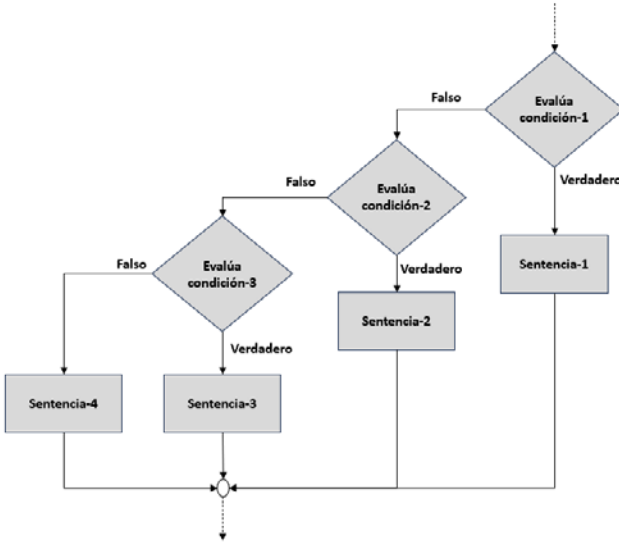 Falso
Evalúa
condición-1
Verdadero
Falso
Evalúa
condición-2
Verdadero
Sentencia-1
Falso
Evalúa
condición-3
Verdadero
Sentencia-2
Sentencia-4
Sentencia-3